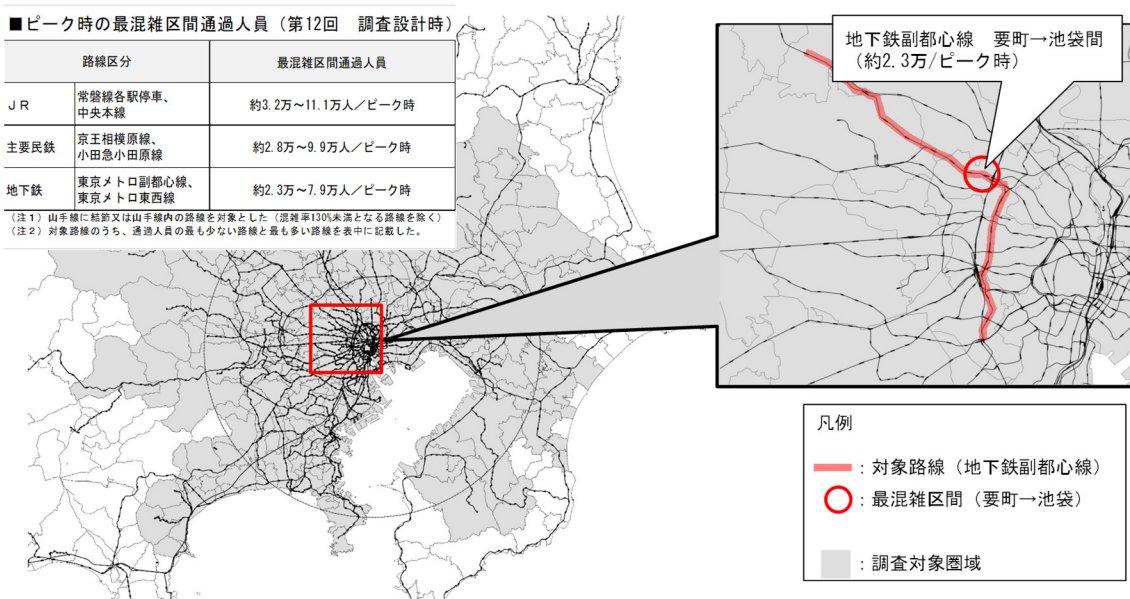 ■ピーク時の最混雑区間通過人員（第12回　調査設計時）
路線区分
最混雑区間通過人員
ＪＲ
常磐線各駅停車、
中央本線
約3.2万～11.1万人／ピーク時
主要民鉄
京王相模原線、
小田急小田原線
約2.8万～9.9万人／ピーク時
地下鉄
東京メトロ副都心線、
東京メトロ東西線
約2.3万～7.9万人／ピーク時
（注１）山手線に結節又は山手線内の路線を対象とした（混雑率130%未満となる路線を除く）
（注２）対象路線のうち、通過人員の最も少ない路線と最も多い路線を表中に記載した。
地下鉄副都心線　要町→池袋間
（約2.3万/ピーク時）
凡例
：対象路線（地下鉄副都心線）
：最混雑区間（要町→池袋）
：調査対象圏域